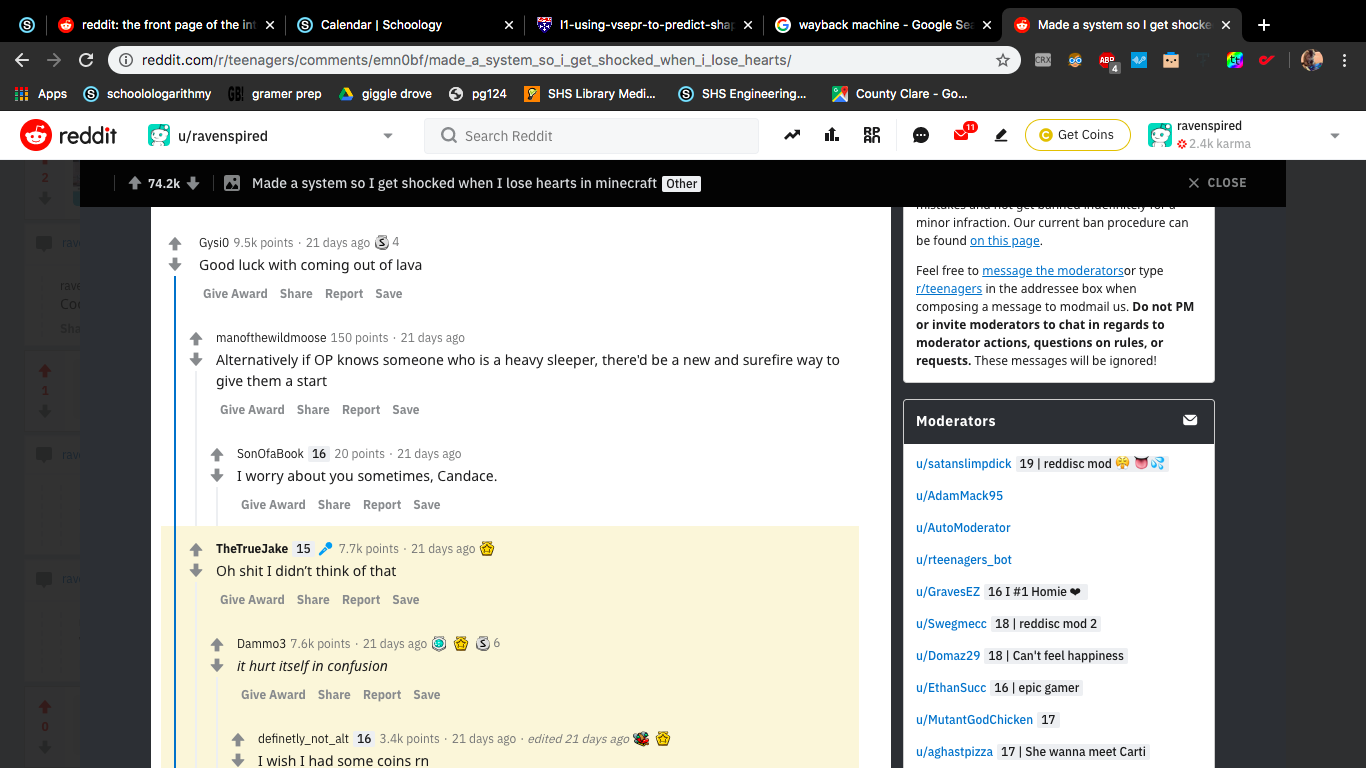 reddit: the front page of the int
Calendar | Schoology
l1-using-vsepr-to-predict-shap
wayback machine - Google Sea
Made a system so I get shocke
reddit.com/r/teenagers/comments/emn0bf/made_a_system_so_i_get_shocked_when_i_lose_hearts/
CRX
ABP
4
Apps
schoolologarithmy
GB!
gramer prep
giggle drove
pg124
SHS Library Medi...
SHS Engineering...
County Clare - Go...
reddit
u/ravenspired
Search Reddit
11
Get Coins
ravenspired
2.4k karma
74.2k
Made a system so I get shocked when I lose hearts in minecraft
Other
CLOSE
Gysi0 9.5k points · 21 days ago S 4
Good luck with coming out of lava
Give Award Share Report Save
manofthewildmoose 150 points · 21 days ago
Alternatively if OP knows someone who is a heavy sleeper, there'd be a new and surefire way to
give them a start
Give Award Share Report Save
SonOfaBook 16 20 points · 21 days ago
I worry about you sometimes, Candace.
Give Award Share Report Save
TheTrueJake 15 7.7k points · 21 days ago
Oh shit I didn't think of that
Give Award Share Report Save
Dammo3 7.6k points · 21 days ago S 6
it hurt itself in confusion
Give Award Share Report Save
definetly_not_alt 16 3.4k points · 21 days ago · edited 21 days ago
I wish I had some coins rn
mistakes and not get banned indefinitely for a
minor infraction. Our current ban procedure can
be found on this page.
Feel free to message the moderatorsor type
r/teenagers in the addressee box when
composing a message to modmail us. Do not PM
or invite moderators to chat in regards to
moderator actions, questions on rules, or
requests. These messages will be ignored!
Moderators
u/satanslimpdick 19 | reddisc mod 😤 👅💦
u/AdamMack95
u/AutoModerator
u/rteenagers_bot
u/GravesEZ 16 I #1 Homie ❤
u/Swegmecc 18 | reddisc mod 2
u/Domaz29 18 | Can't feel happiness
u/EthanSucc 16 | epic gamer
u/MutantGodChicken 17
u/aghastpizza 17 | She wanna meet Carti
2
rave
rave
Co
Sha
1
rav
rav
0